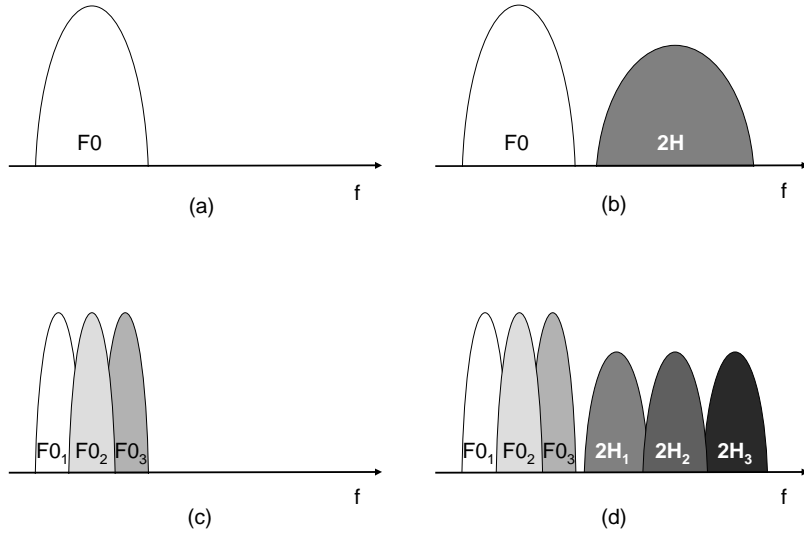 F0
f
(a)
F0 2H
f
(b)
F0₁ F0₂ F0₃
f
(c)
F0₁ F0₂ F0₃ 2H₁ 2H₂ 2H₃
f
(d)